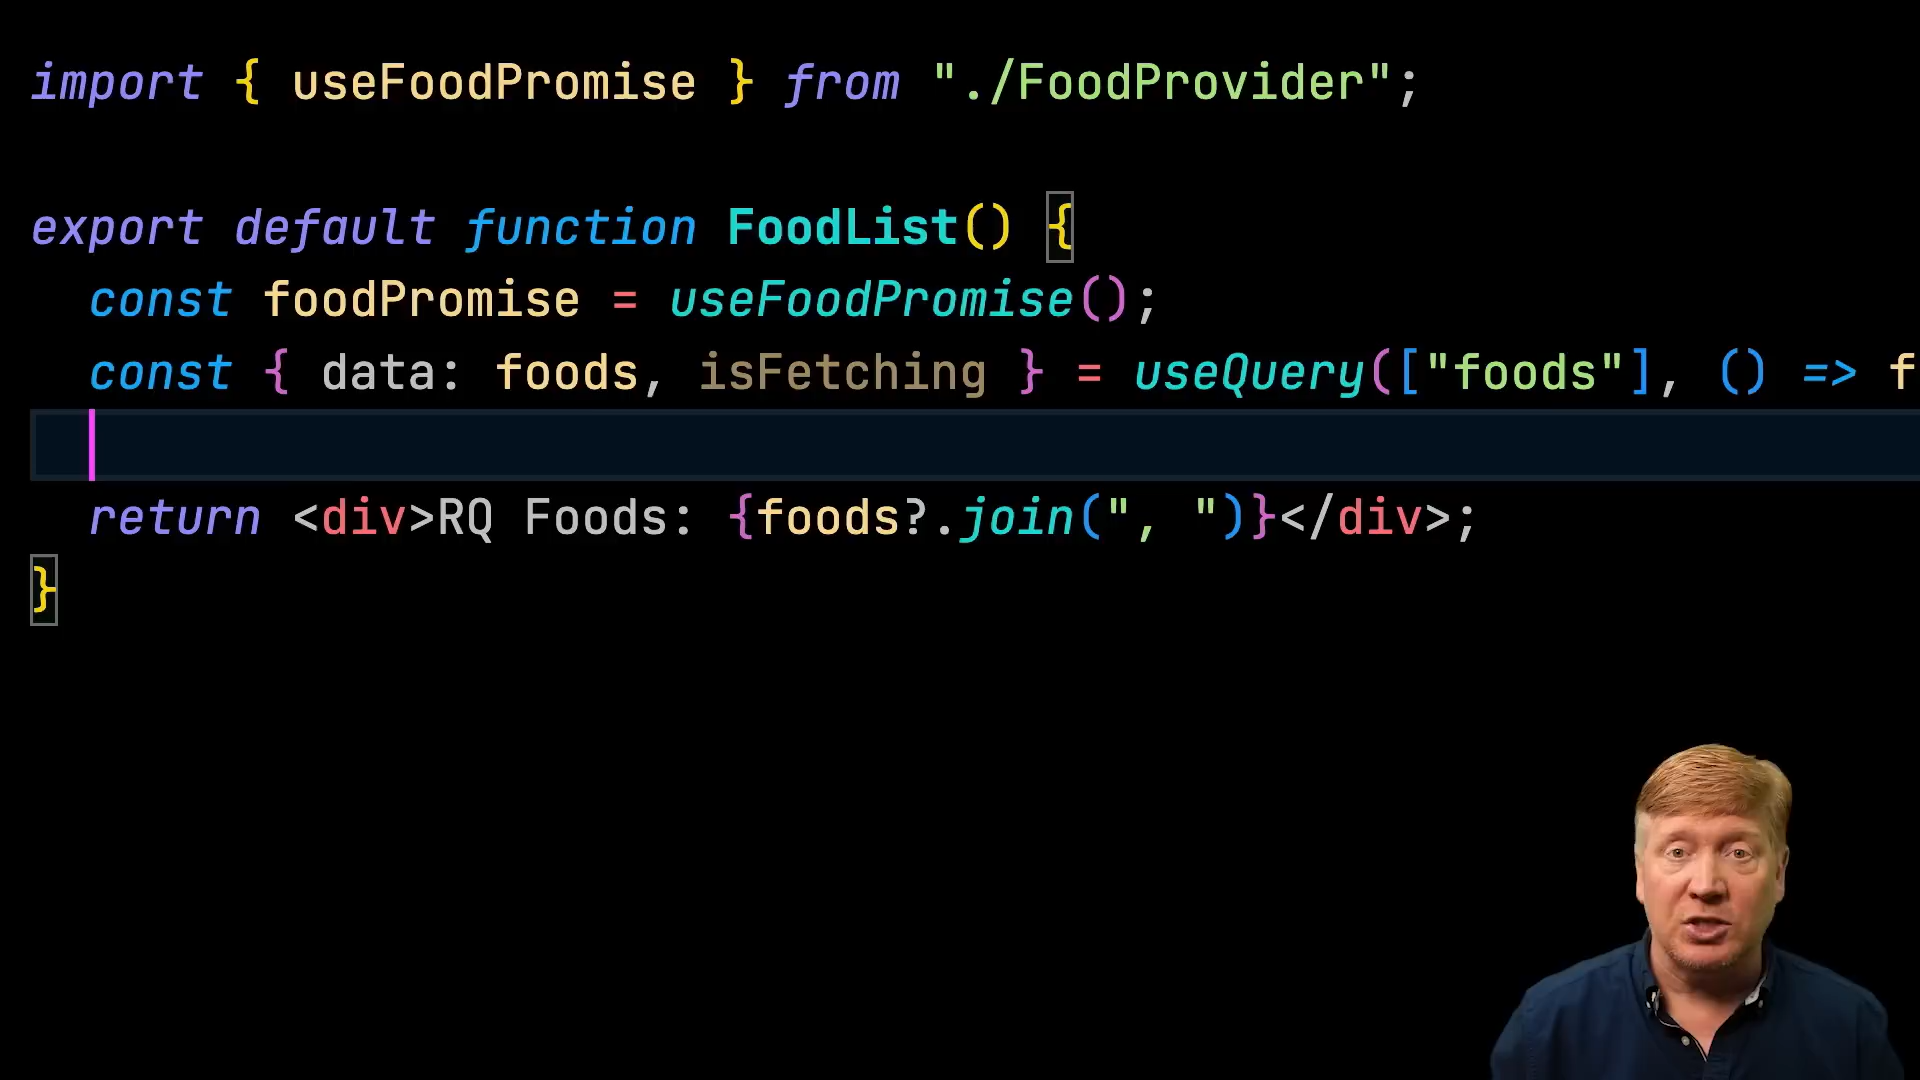 import { useFoodPromise } from "./FoodProvider";
export default function FoodList() {
const foodPromise = useFoodPromise();
const { data: foods, isFetching } = useQuery(["foods"], () => f
return <div>RQ Foods: {foods?.join(", ")}</div>;
}